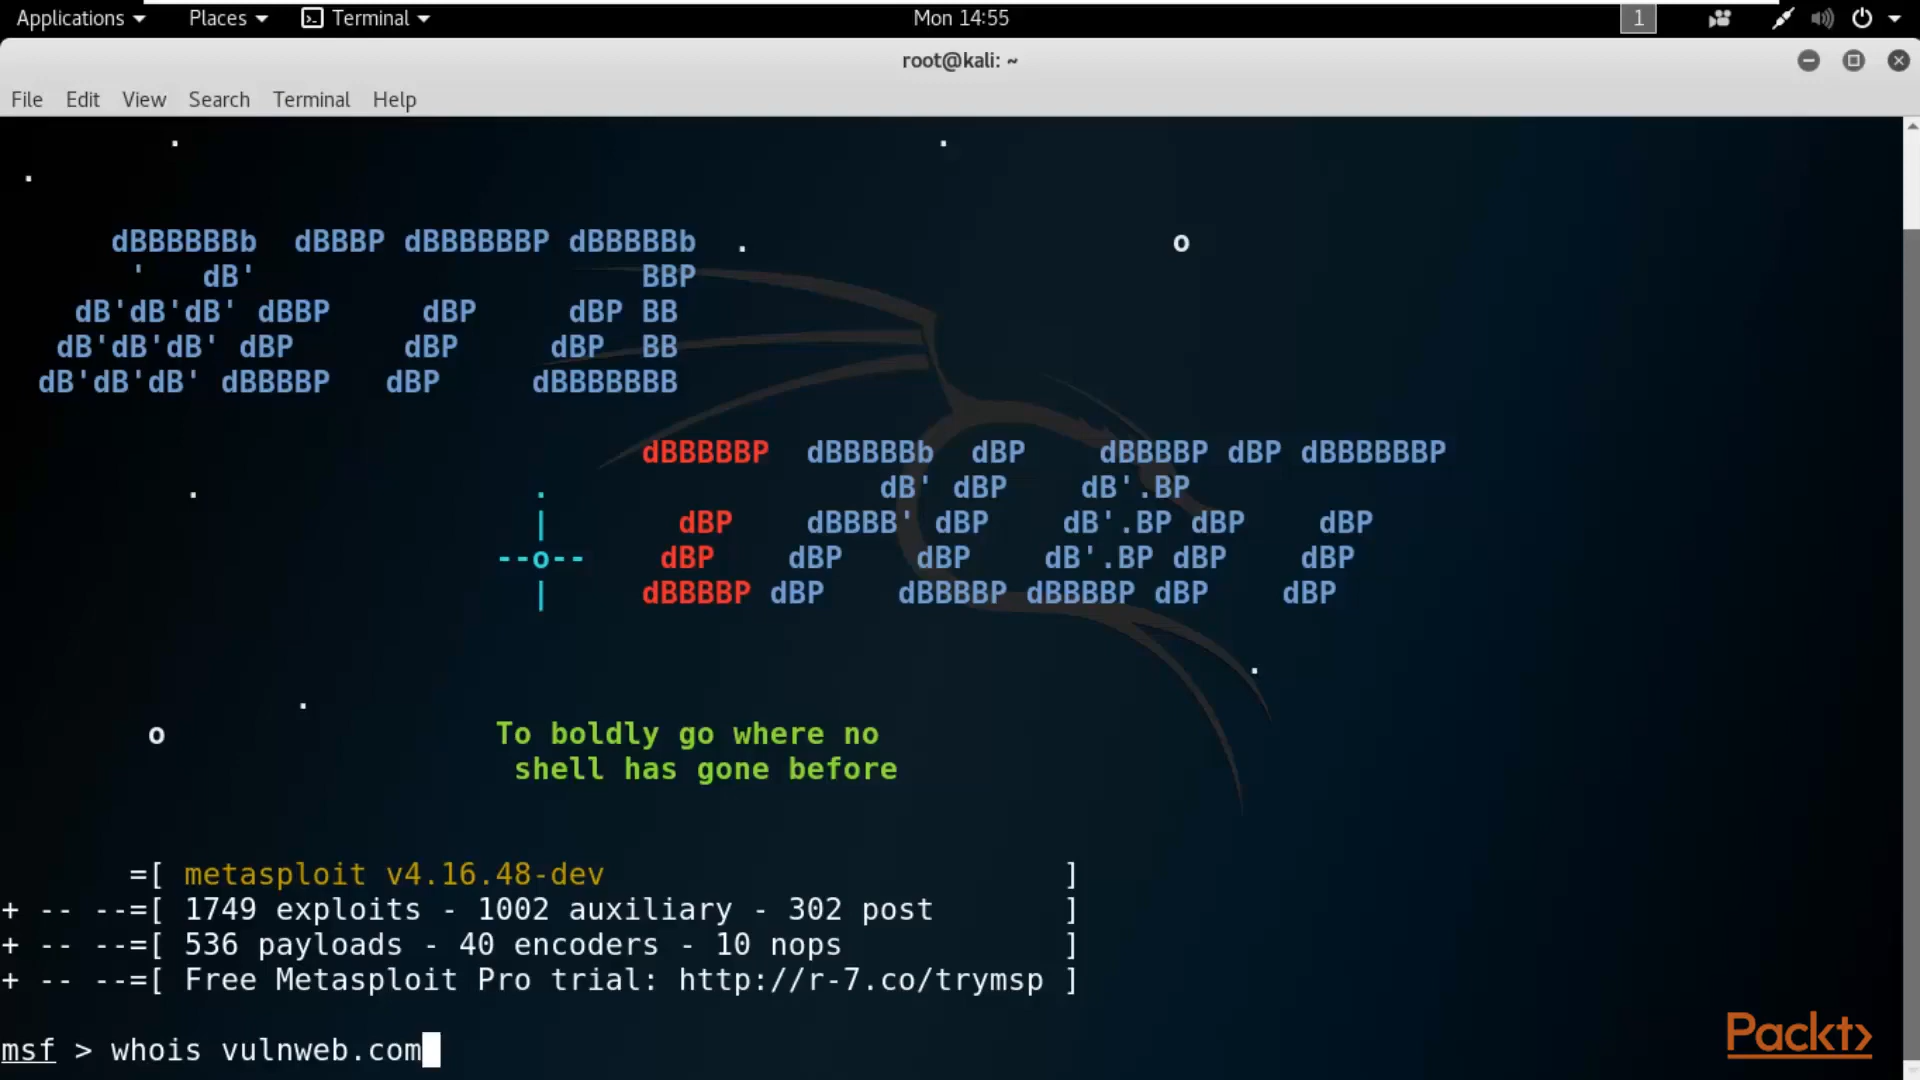 Applications Places Terminal Mon 14:55 1
root@kali: ~
File Edit View Search Terminal Help
. .
.
dBBBBBBb dBBBP dBBBBBBP dBBBBBb . o
' dB' BBP
dB'dB'dB' dBBP dBP dBP BB
dB'dB'dB' dBP dBP dBP BB
dB'dB'dB' dBBBBP dBP dBBBBBBB
dBBBBBP dBBBBBb dBP dBBBBP dBP dBBBBBBP
. . dB' dBP dB'.BP
| dBP dBBBB' dBP dB'.BP dBP dBP
--o-- dBP dBP dBP dB'.BP dBP dBP
| dBBBBP dBP dBBBBP dBBBBP dBP dBP
.
.
o To boldly go where no
shell has gone before
=[ metasploit v4.16.48-dev ]
+ -- --=[ 1749 exploits - 1002 auxiliary - 302 post ]
+ -- --=[ 536 payloads - 40 encoders - 10 nops ]
+ -- --=[ Free Metasploit Pro trial: http://r-7.co/trymsp ]
msf > whois vulnweb.com
Packt>